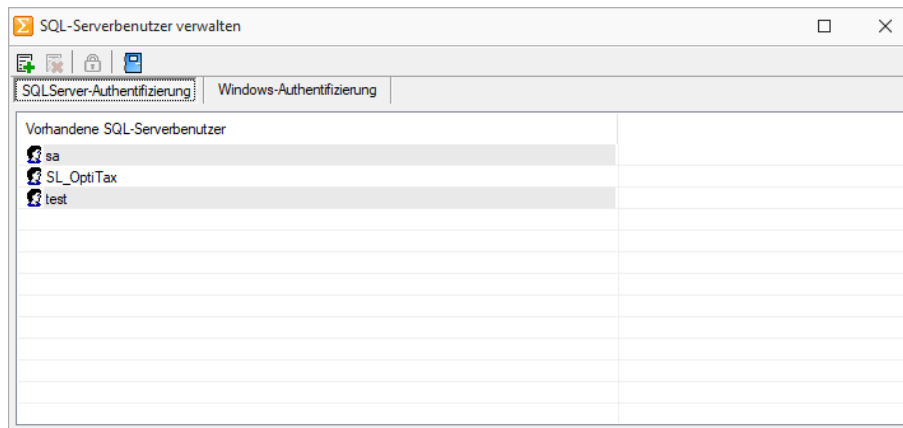 SQL-Serverbenutzer verwalten
SQLServer-Authentifizierung Windows-Authentifizierung
Vorhandene SQL-Serverbenutzer
sa
SL_OptiTax
test